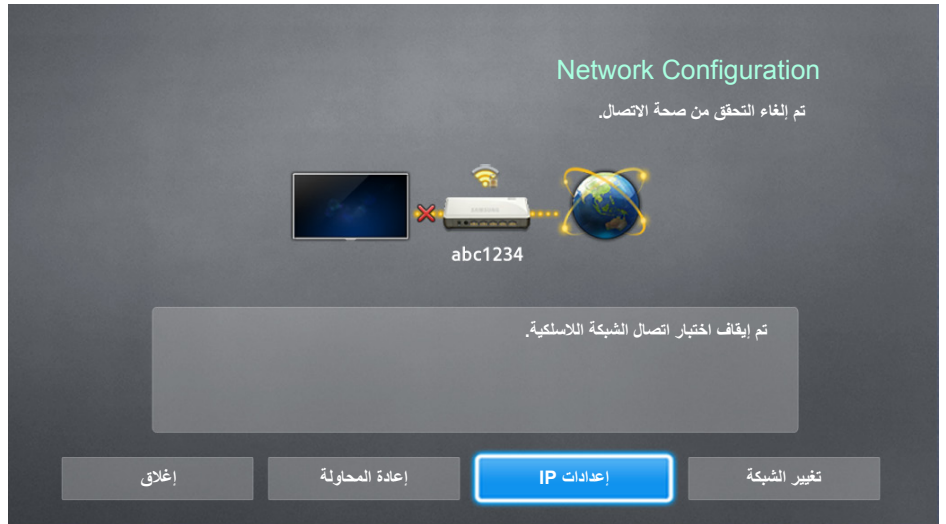 Network Configuration
تم إلغاء التحقق من صحة الاتصال.
SAMSUNG
abc1234
تم إيقاف اختبار اتصال الشبكة اللاسلكية.
تغيير الشبكة
إعدادات IP
إعادة المحاولة
إغلاق